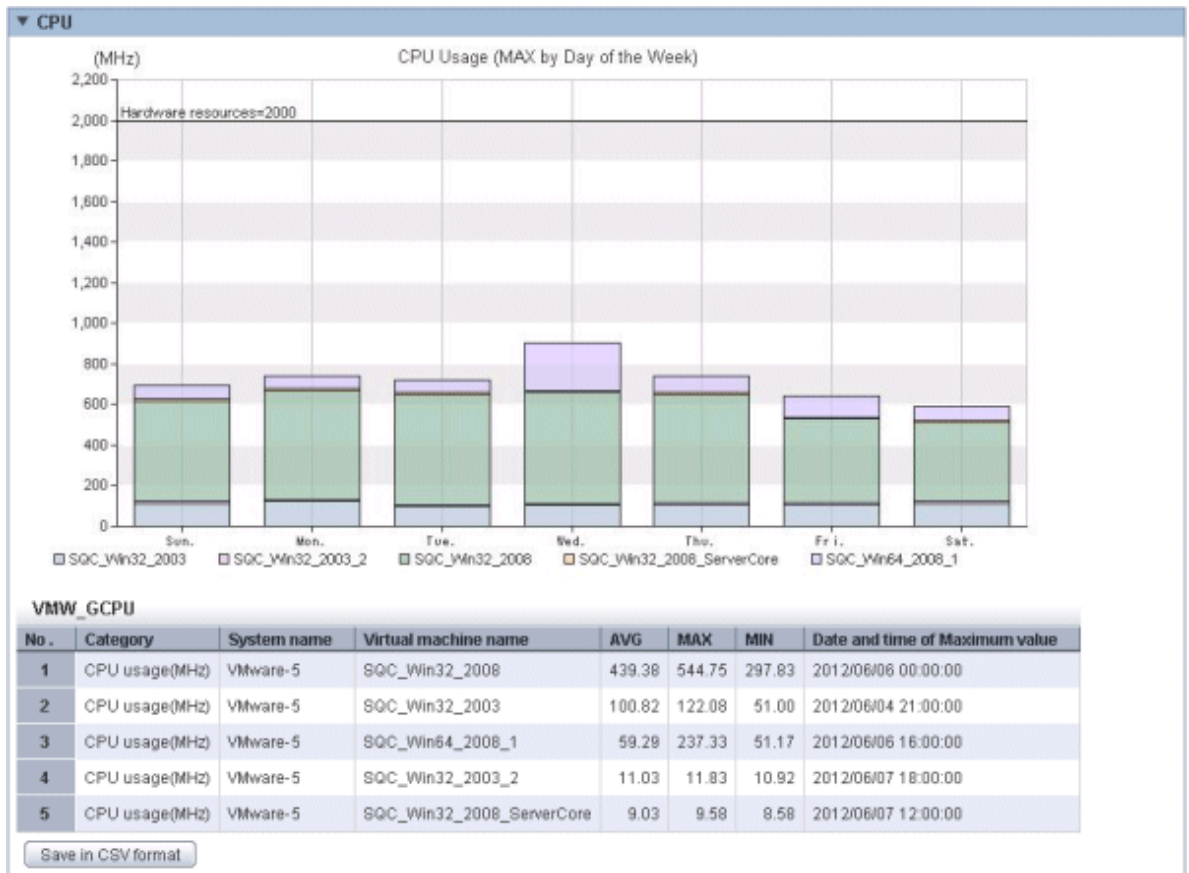 ▼ CPU
(MHz) CPU Usage (MAX by Day of the Week)
2,200
Hardware resources=2000
2,000
1,800
1,600
1,400
1,200
1,000
800
600
400
200
0
Sun. Mon. Tue. Wed. Thu. Fri. Sat.
SQC_Win32_2003 SQC_Win32_2003_2 SQC_Win32_2008 SQC_Win32_2008_ServerCore SQC_Win64_2008_1
VMW_GCPU
No. Category System name Virtual machine name AVG MAX MIN Date and time of Maximum value
1 CPU usage(MHz) VMware-5 SQC_Win32_2008 439.38 544.75 297.83 2012/06/06 00:00:00
2 CPU usage(MHz) VMware-5 SQC_Win32_2003 100.82 122.08 51.00 2012/06/04 21:00:00
3 CPU usage(MHz) VMware-5 SQC_Win64_2008_1 59.29 237.33 51.17 2012/06/06 16:00:00
4 CPU usage(MHz) VMware-5 SQC_Win32_2003_2 11.03 11.83 10.92 2012/06/07 18:00:00
5 CPU usage(MHz) VMware-5 SQC_Win32_2008_ServerCore 9.03 9.58 8.58 2012/06/07 12:00:00
Save in CSV format